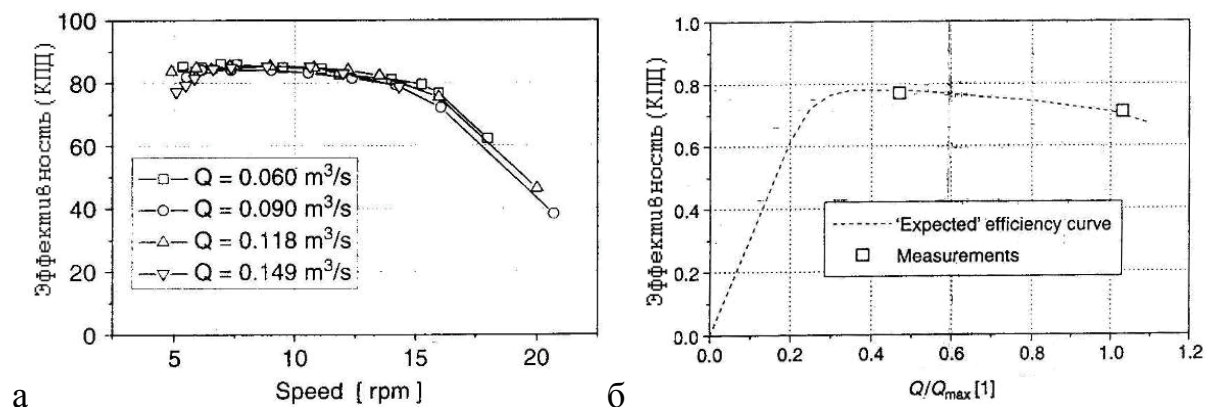 Эффективность (КПД)
100
80
60
40
20
0
Q = 0.060 m³/s
Q = 0.090 m³/s
Q = 0.118 m³/s
Q = 0.149 m³/s
5
10
15
20
Speed [ rpm ]
а
Эффективность (КПД)
1.0
0.8
0.6
0.4
0.2
0.0
'Expected' efficiency curve
Measurements
0.0
0.2
0.4
0.6
0.8
1.0
1.2
Q/Qmax [1]
б